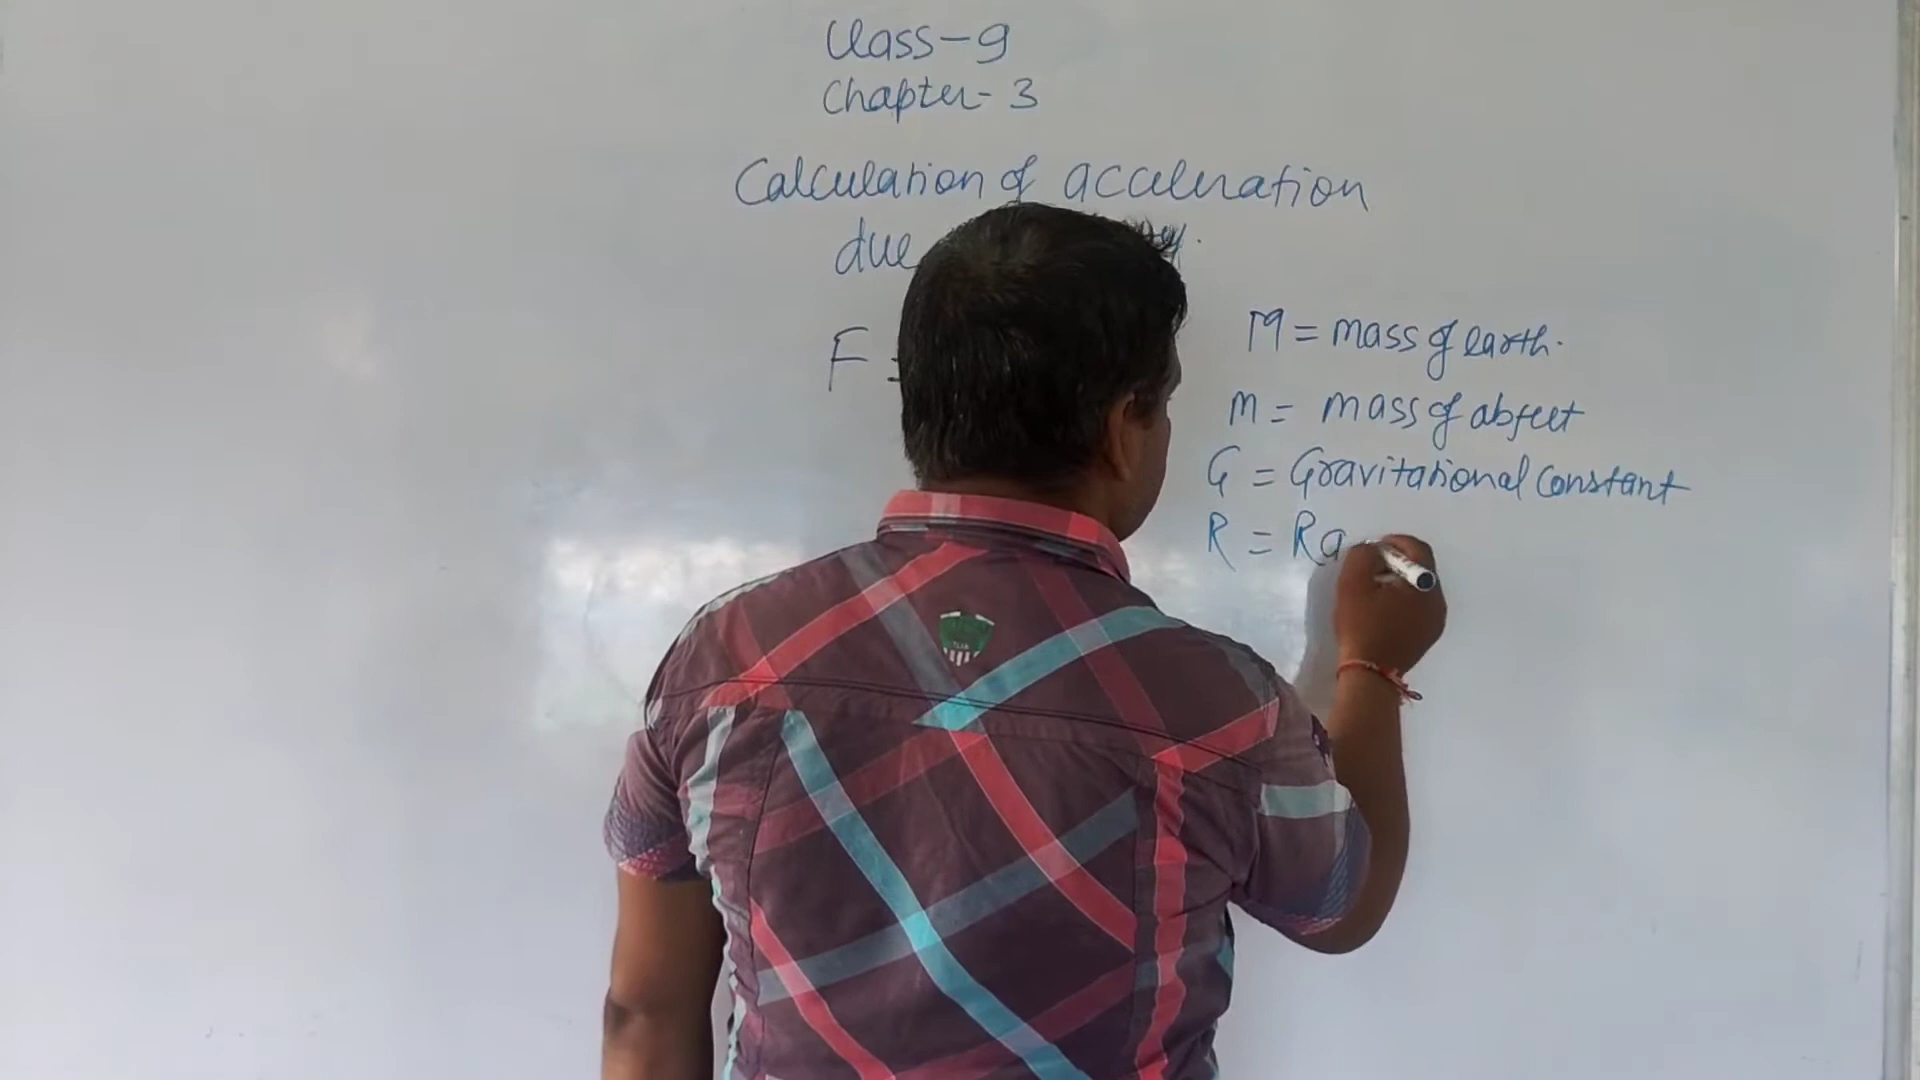 Class-9
Chapter-3
Calculation of acceleration
due
F =
M = mass of earth.
m = mass of abject
G = Gravitational Constant
R = Ra